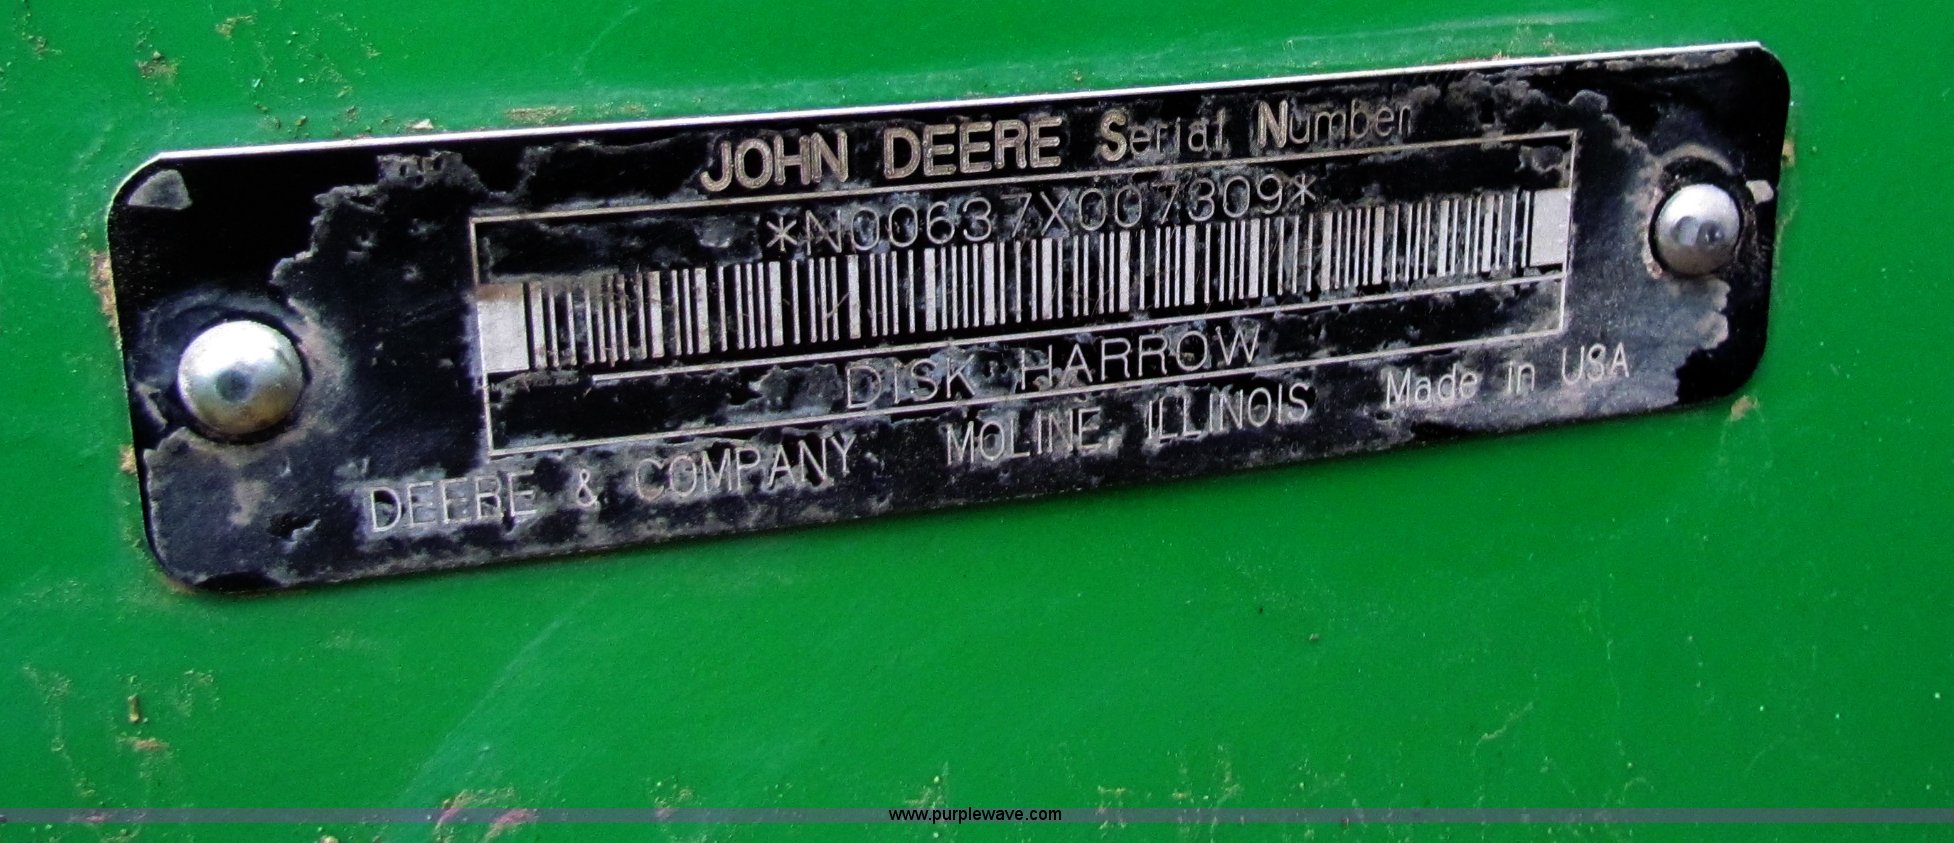 JOHN DEERE Serial Number
*N00637X007309*
DISK HARROW
DEERE & COMPANY MOLINE, ILLINOIS Made in USA
www.purplewave.com